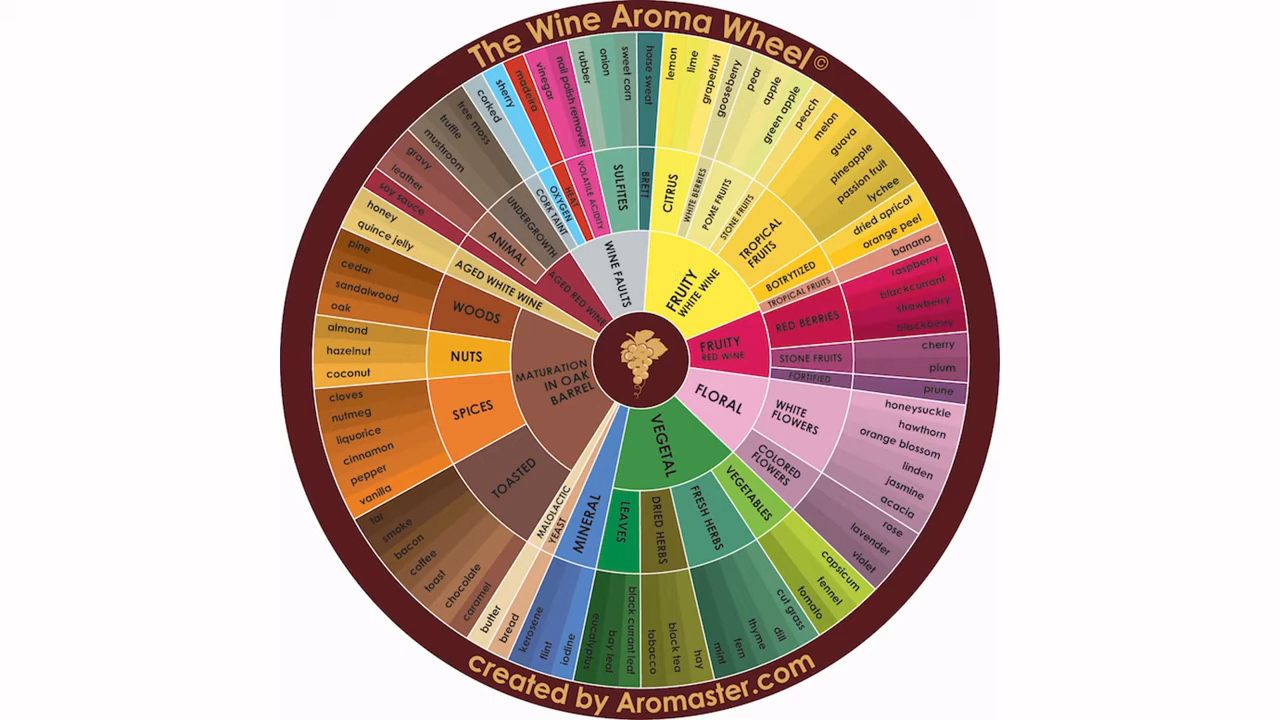 The Wine Aroma Wheel©
lemon
lime
grapefruit
gooseberry
pear
apple
green apple
peach
melon
guava
pineapple
passion fruit
lychee
dried apricot
orange peel
banana
raspberry
blackcurrant
strewberry
blackberry
cherry
plum
prune
honeysuckle
hawthorn
orange blossom
linden
jasmine
acacia
rose
lavender
violet
capsicum
fennel
tomato
cut grass
dill
thyme
fern
mint
hay
black tea
tobacco
black currant leaf
bay leaf
eucalyptus
iodine
flint
kerosene
bread
butter
caramel
chocolate
toast
coffee
bacon
smoke
tar
vanilla
pepper
cinnamon
liquorice
nutmeg
cloves
coconut
hazelnut
almond
oak
sandalwood
cedar
pine
quince jelly
honey
soy sauce
leather
gravy
mushroom
truffle
tree moss
corked
sherry
madeira
vinegar
nail polish remover
rubber
onion
sweet corn
horse sweat
CITRUS
WHITE BERRIES
POME FRUITS
STONE FRUITS
TROPICAL
FRUITS
BOTRYTIZED
TROPICAL FRUITS
RED BERRIES
STONE FRUITS
FORTIFIED
WHITE
FLOWERS
COLORED
FLOWERS
VEGETABLES
FRESH HERBS
DRIED HERBS
LEAVES
MINERAL
YEAST
MALOLACTIC
TOASTED
SPICES
NUTS
WOODS
AGED WHITE WINE
ANIMAL
UNDERGROWTH
CORK TAINT
OXYGEN
HEAT
VOLATILE ACIDITY
SULFITES
BRETT
FRUITY
WHITE WINE
FRUITY
RED WINE
FLORAL
VEGETAL
MATURATION
IN OAK
BARREL
AGED RED WINE
WINE FAULTS
created by Aromaster.com